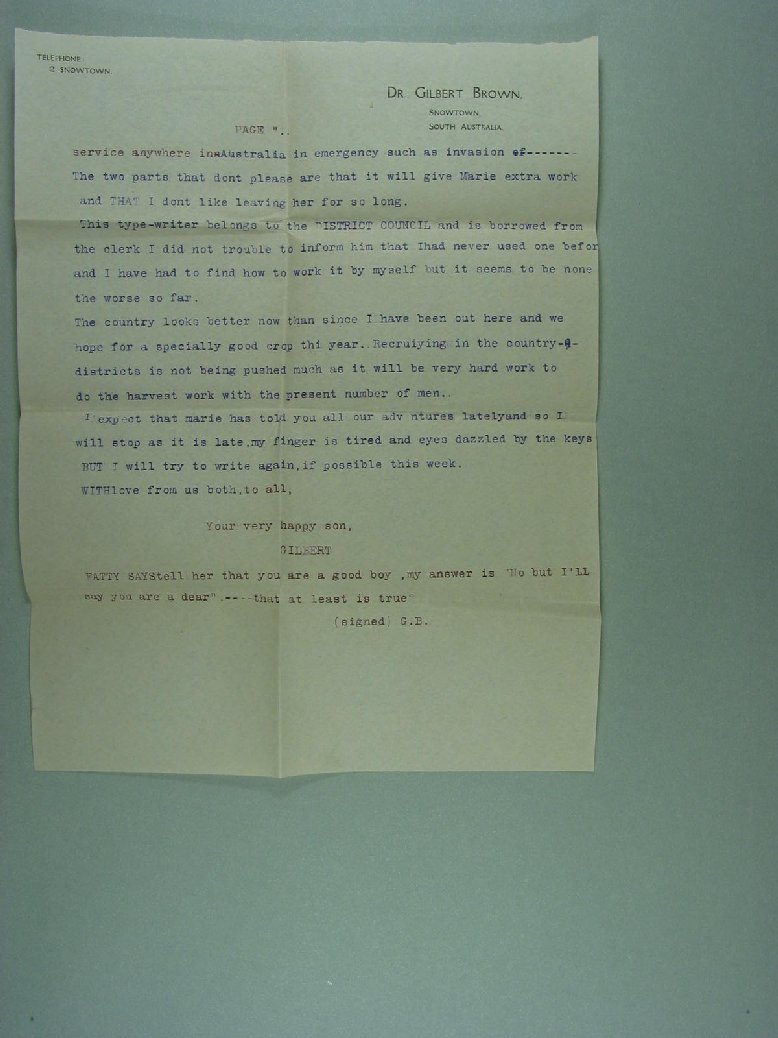 TELEPHONE:
2 SNOWTOWN.
DR. GILBERT BROWN,
SNOWTOWN,
SOUTH AUSTRALIA.
PAGE "..
service anywhere in Australia in emergency such as invasion of-------
The two parts that dont please are that it will give Marie extra work
and THAT I dont like leaving her for so long.
This type-writer belongs to the "ISTRICT COUNCIL and is borrowed from
the clerk I did not trouble to inform him that Ihad never used one befor
and I have had to find how to work it by myself but it seems to be none
the worse so far.
The country looks better now than since I have been out here and we
hope for a specially good crop thi year..Recruiying in the country-
districts is not being pushed much as it will be very hard work to
do the harvest work with the present number of men..
I expect that marie has told you all our adv ntures latelyand so I
will stop as it is late,my finger is tired and eyes dazzled by the keys
BUT I will try to write again,if possible this week.
WITHlove from us both,to all,
Your very happy son,
GILBERT
FATTY SAYStell her that you are a good boy ,my answer is "No but I'll
say you are a dear".----that at least is true"
(signed) G.B.